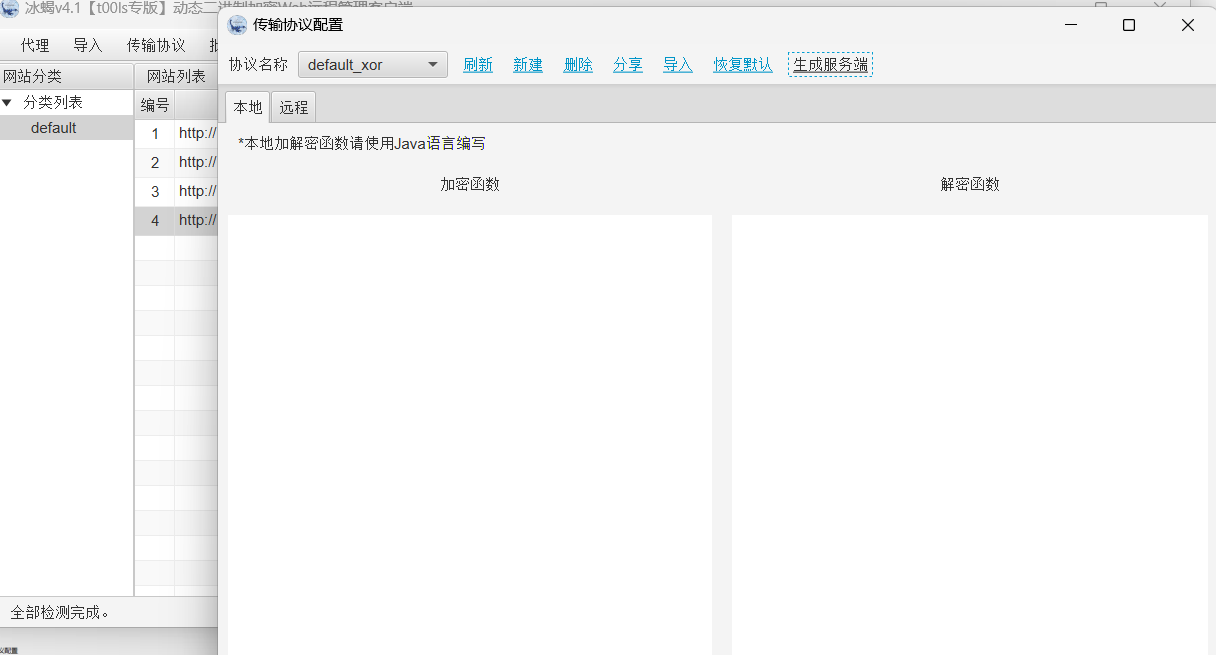 冰蝎v4.1【t00ls专版】动态二进制加密Web远程管理客户端
传输协议配置
代理 导入 传输协议
协议名称 default_xor 刷新 新建 删除 分享 导入 恢复默认 生成服务端
网站分类 网站列表
分类列表 编号
本地 远程
default
1 http://
*本地加解密函数请使用Java语言编写
2 http://
加密函数 解密函数
3 http://
4 http://
全部检测完成。